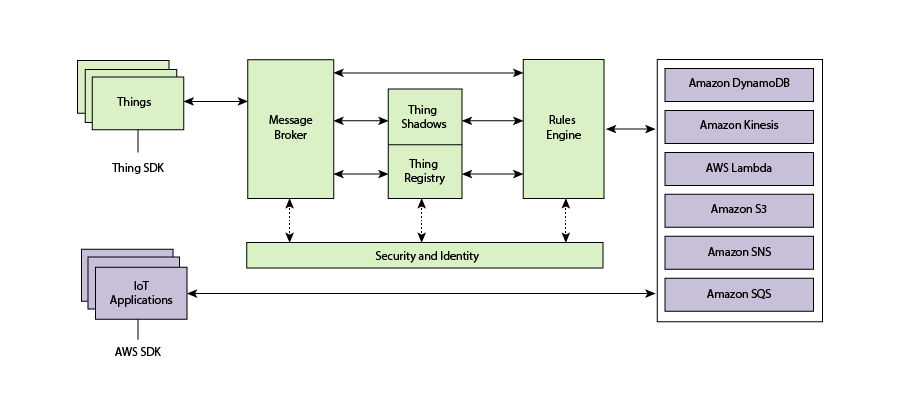 Things
Thing SDK
Message
Broker
Thing
Shadows
Thing
Registry
Rules
Engine
Security and Identity
IoT
Applications
AWS SDK
Amazon DynamoDB
Amazon Kinesis
AWS Lambda
Amazon S3
Amazon SNS
Amazon SQS